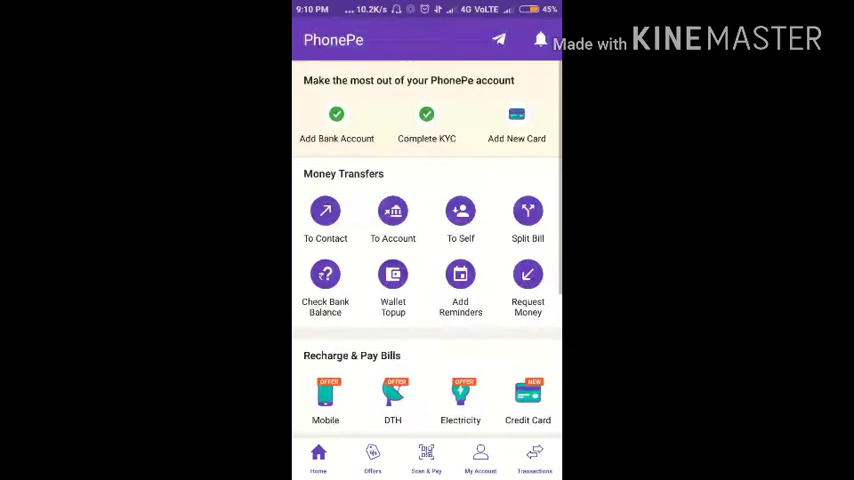 9:10 PM ... 10.2K/s 4G VoLTE 45%
PhonePe
Made with KINEMASTER
Make the most out of your PhonePe account
Add Bank Account Complete KYC Add New Card
Money Transfers
To Contact To Account To Self Split Bill
₹?
Check Bank Wallet Add Request
Balance Topup Reminders Money
Recharge & Pay Bills
OFFER OFFER OFFER NEW
Mobile DTH Electricity Credit Card
Home Offers Scan & Pay My Account Transactions